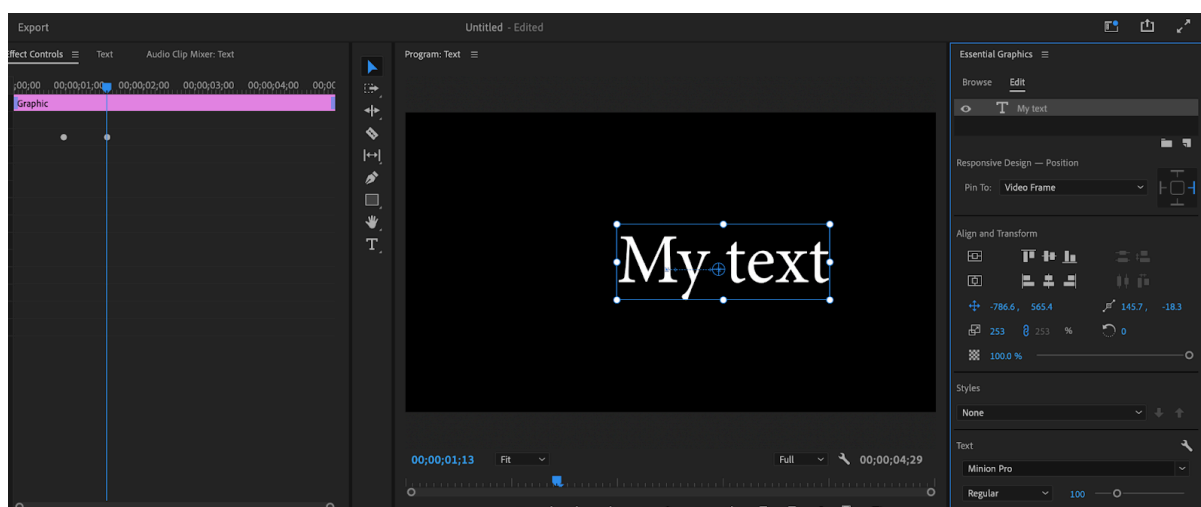 Export
Untitled - Edited
Effect Controls
Text
Audio Clip Mixer: Text
;00;00 00;00;01;00 00;00;02;00 00;00;03;00 00;00;04;00 00;00
Graphic
Program: Text
My text
00;00;01;13
Fit
Full
00;00;04;29
Essential Graphics
Browse
Edit
T My text
Responsive Design — Position
Pin To: Video Frame
Align and Transform
-786.6 , 565.4
145.7 , -18.3
253
253 %
0
100.0 %
Styles
None
Text
Minion Pro
Regular
100